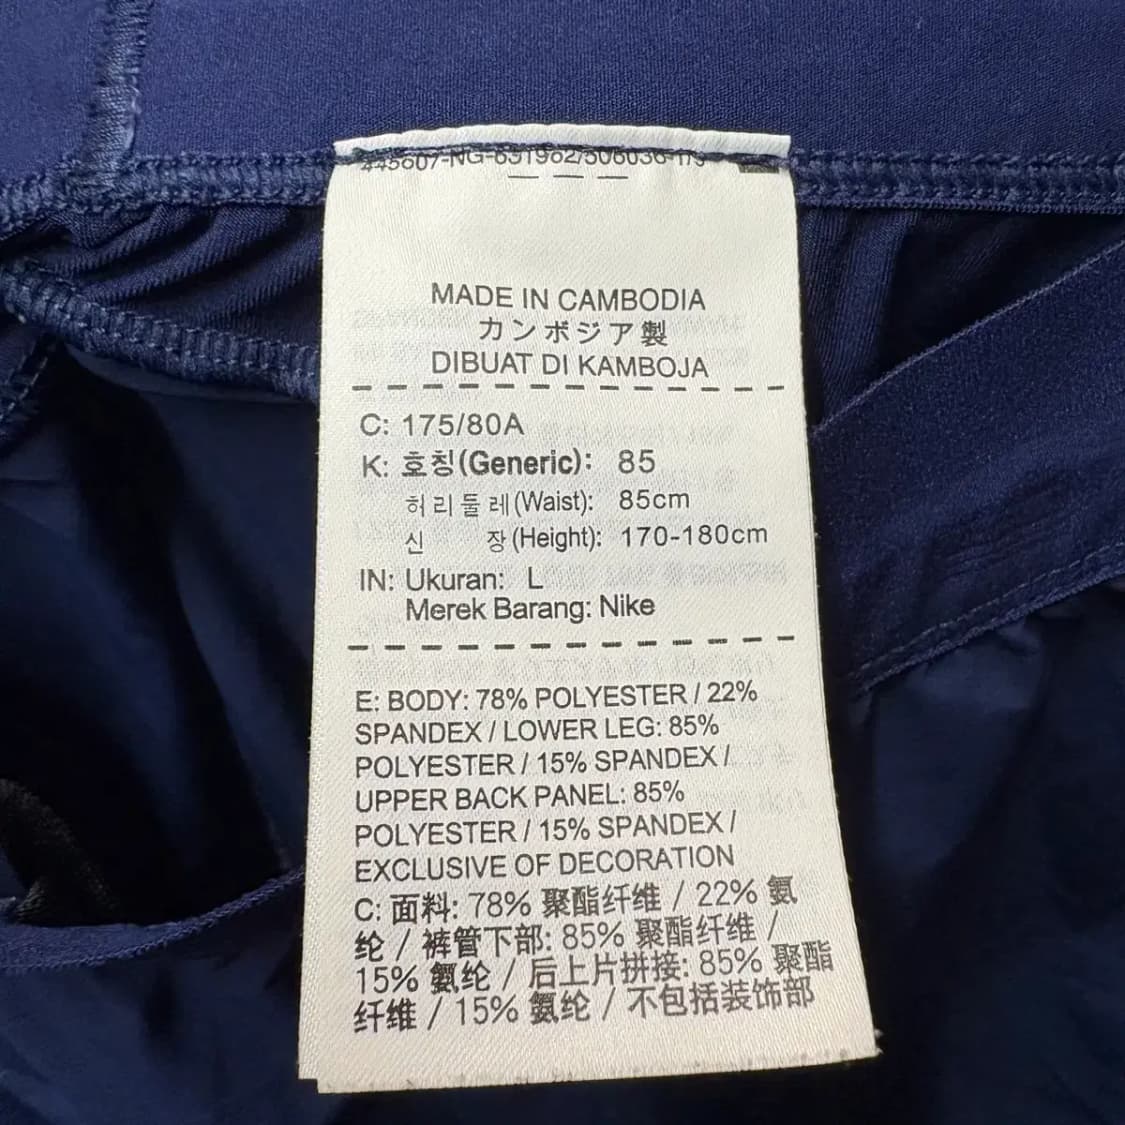 MADE IN CAMBODIA
カンボジア製
DIBUAT DI KAMBOJA
C: 175/80A
K: 호칭(Generic): 85
허리둘레(Waist): 85cm
신 장(Height): 170-180cm
IN: Ukuran: L
Merek Barang: Nike
E: BODY: 78% POLYESTER / 22%
SPANDEX / LOWER LEG: 85%
POLYESTER / 15% SPANDEX /
UPPER BACK PANEL: 85%
POLYESTER / 15% SPANDEX /
EXCLUSIVE OF DECORATION
C: 面料: 78% 聚酯纤维 / 22% 氨
纶 / 裤管下部: 85% 聚酯纤维 /
15% 氨纶 / 后上片拼接: 85% 聚酯
纤维 / 15% 氨纶 / 不包括装饰部